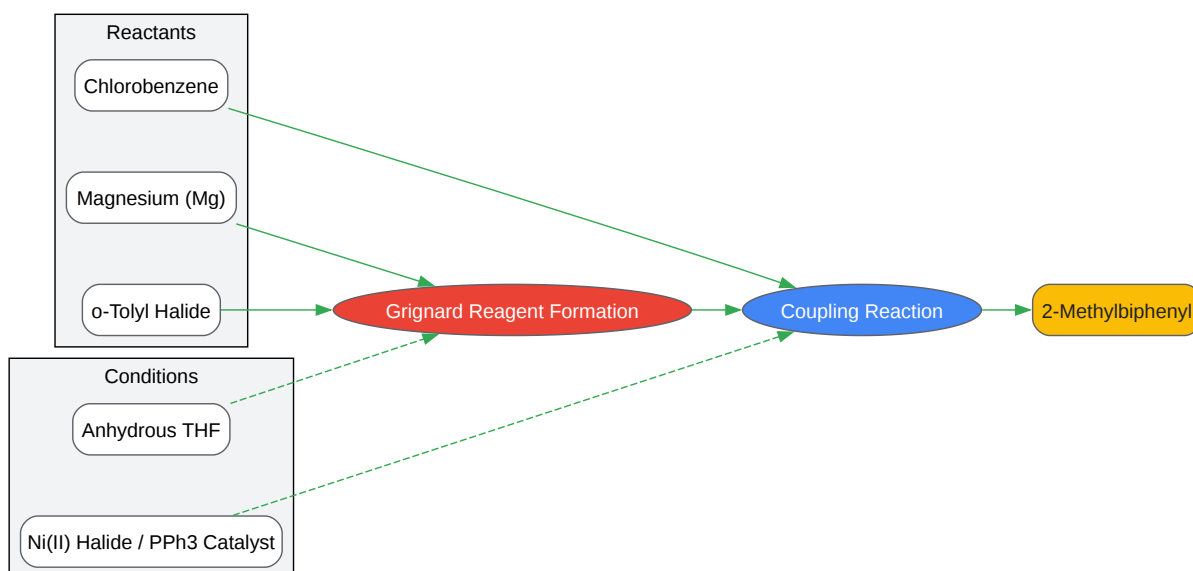 Reactants
Chlorobenzene
Magnesium (Mg)
o-Tolyl Halide
Grignard Reagent Formation
Coupling Reaction
2-Methylbiphenyl
Conditions
Anhydrous THF
Ni(II) Halide / PPh3 Catalyst